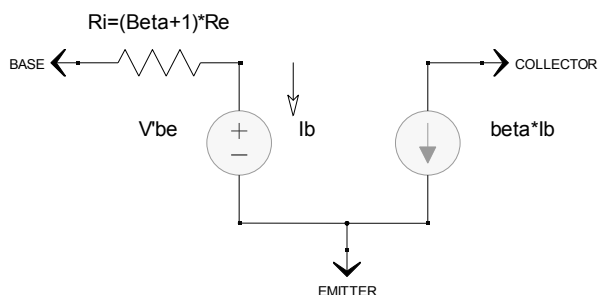 Ri=(Beta+1)*Re
BASE
COLLECTOR
V'be
+
−
Ib
beta*Ib
EMITTER